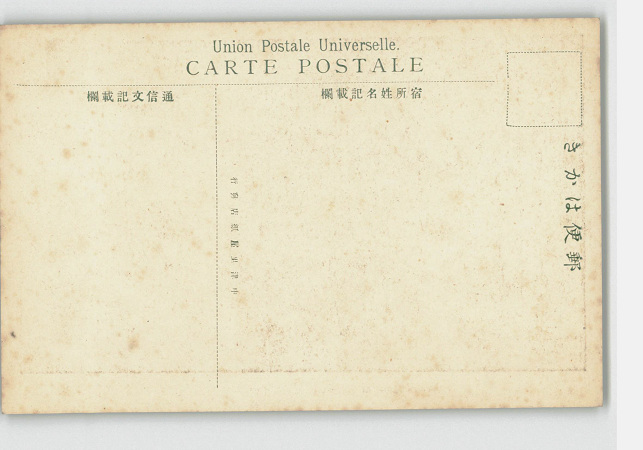 Union Postale Universelle.
CARTE POSTALE
通信文記載欄
宿所姓名記載欄
郵便はかき